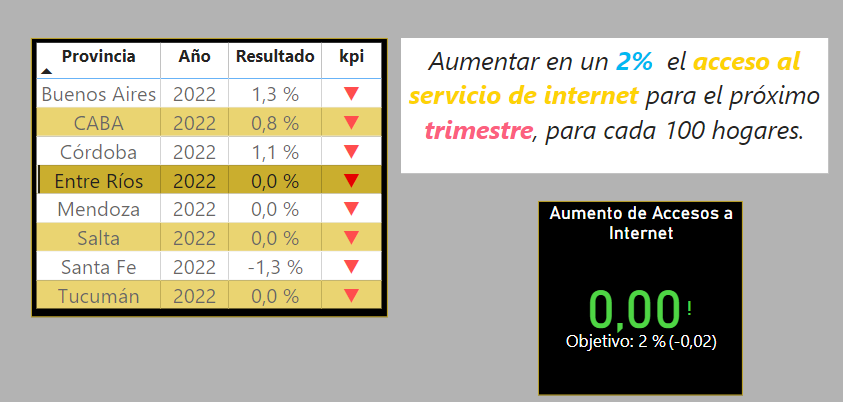 Provincia Año Resultado kpi
Buenos Aires 2022 1,3 %
CABA 2022 0,8 %
Córdoba 2022 1,1 %
Entre Ríos 2022 0,0 %
Mendoza 2022 0,0 %
Salta 2022 0,0 %
Santa Fe 2022 -1,3 %
Tucumán 2022 0,0 %
Aumentar en un 2% el acceso al
servicio de internet para el próximo
trimestre, para cada 100 hogares.
Aumento de Accesos a
Internet
0,00!
Objetivo: 2 % (-0,02)